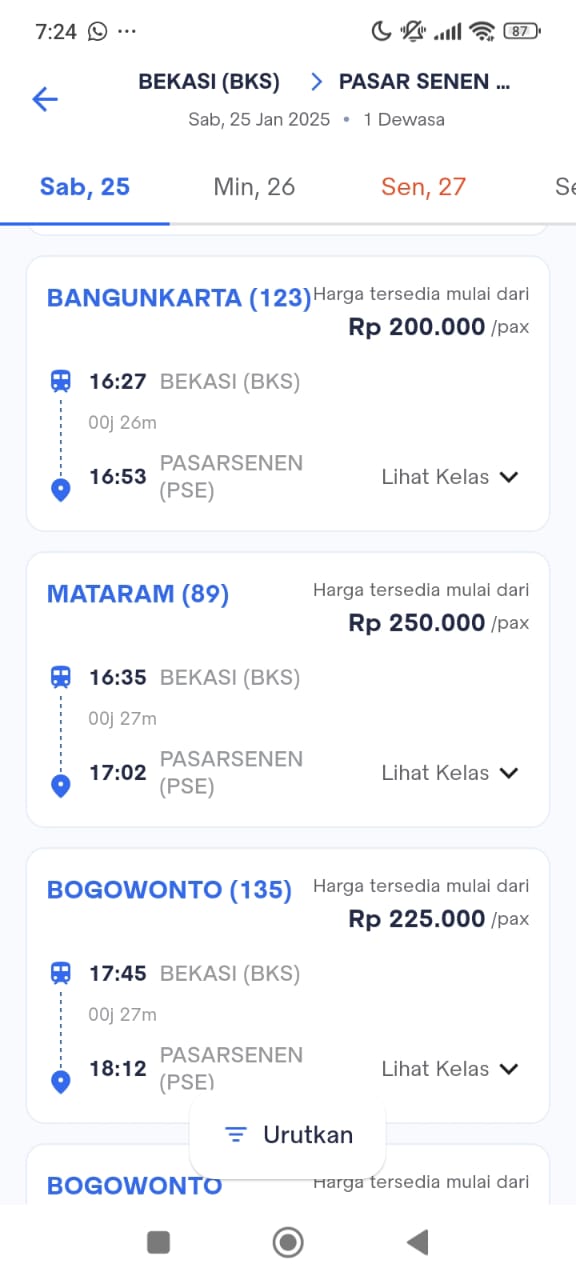 7:24 ...
87
BEKASI (BKS) > PASAR SENEN ...
Sab, 25 Jan 2025 • 1 Dewasa
Sab, 25 Min, 26 Sen, 27 Se
BANGUNKARTA (123) Harga tersedia mulai dari
Rp 200.000 /pax
16:27 BEKASI (BKS)
00j 26m
16:53 PASARSENEN
(PSE)
Lihat Kelas
MATARAM (89) Harga tersedia mulai dari
Rp 250.000 /pax
16:35 BEKASI (BKS)
00j 27m
17:02 PASARSENEN
(PSE)
Lihat Kelas
BOGOWONTO (135) Harga tersedia mulai dari
Rp 225.000 /pax
17:45 BEKASI (BKS)
00j 27m
18:12 PASARSENEN
(PSE)
Lihat Kelas
Urutkan
BOGOWONTO Harga tersedia mulai dari